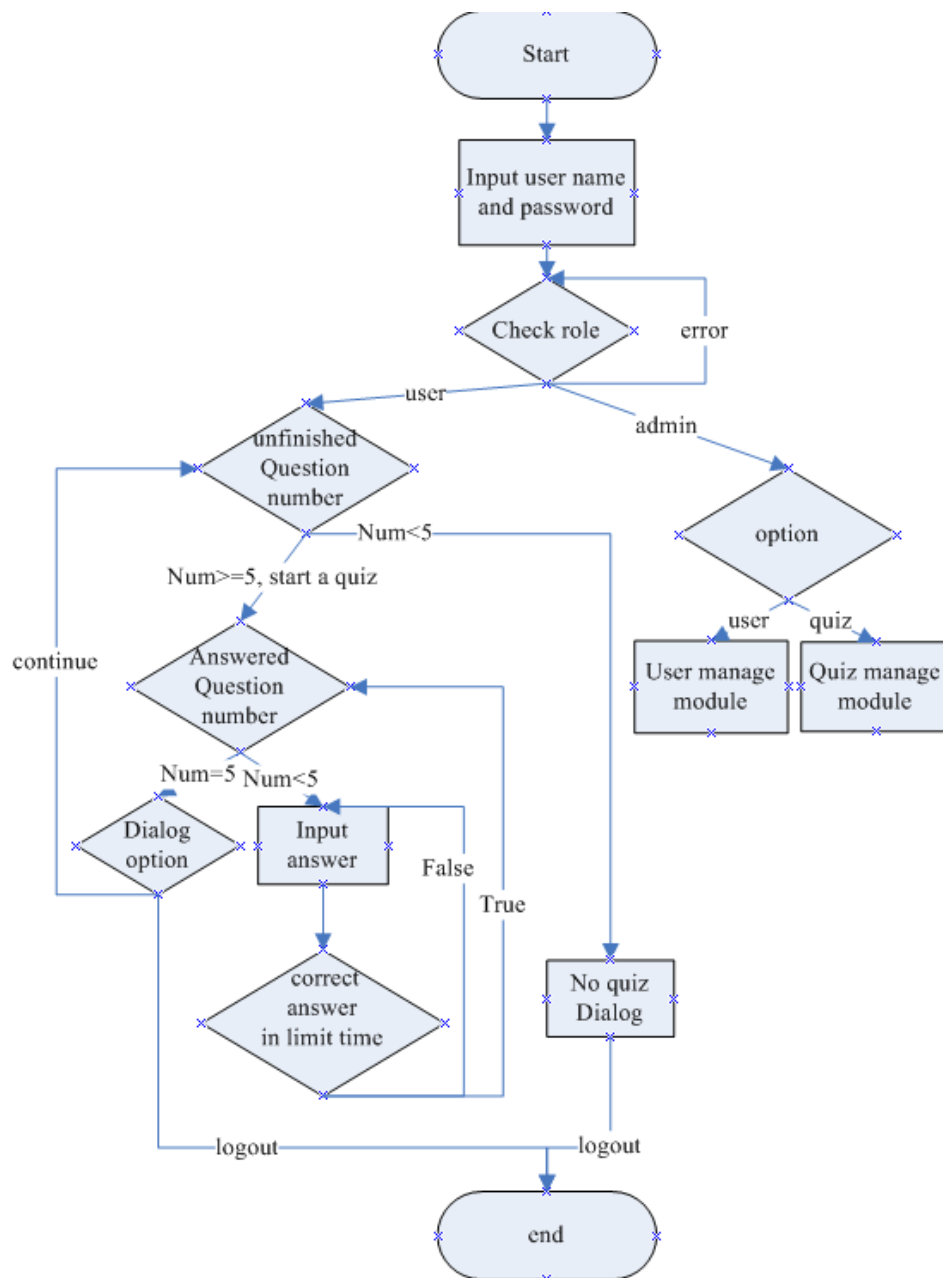 Start
Input user name
and password
Check role
error
user
admin
unfinished
Question
number
Num<5
option
Num>=5, start a quiz
user
quiz
continue
Answered
Question
number
User manage
module
Quiz manage
module
Num=5
Num<5
Dialog
option
Input
answer
False
True
correct
answer
in limit time
No quiz
Dialog
logout
logout
end